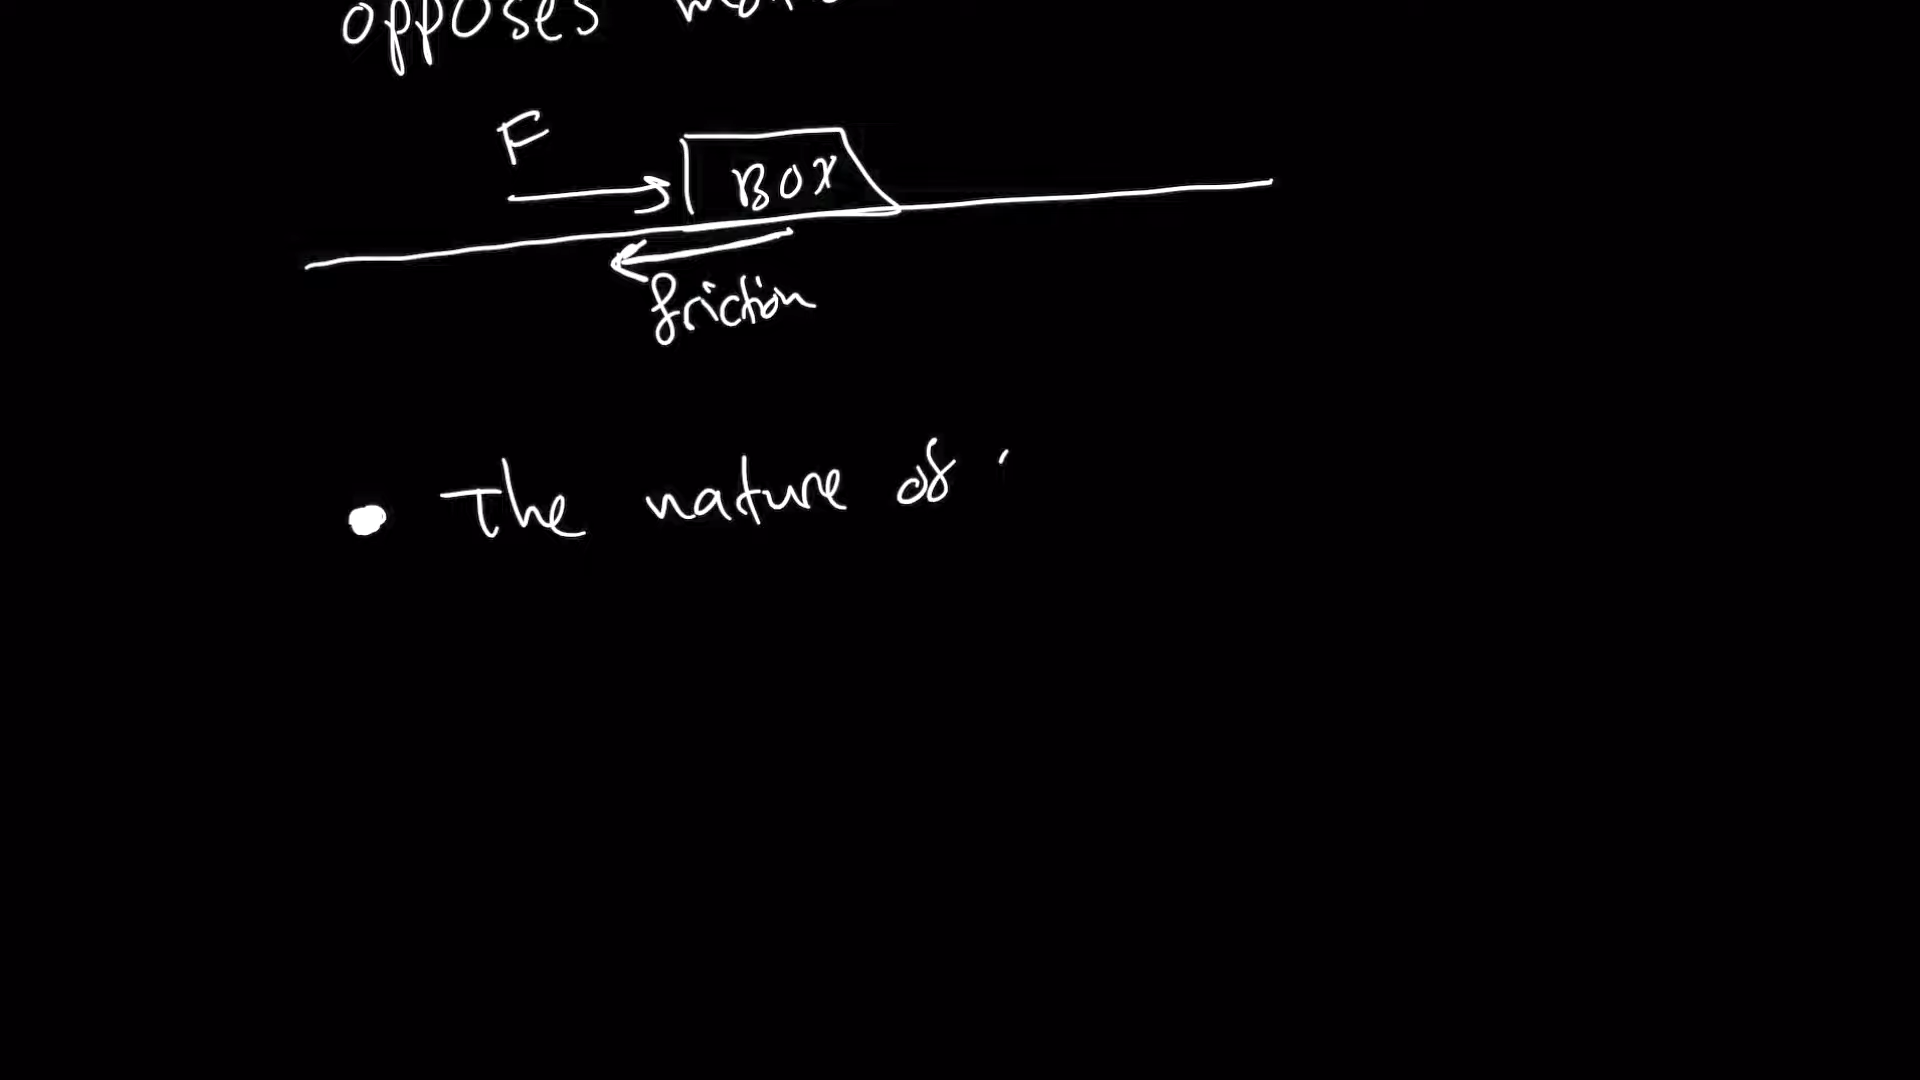 opposes
F
BOX
friction
• The nature of